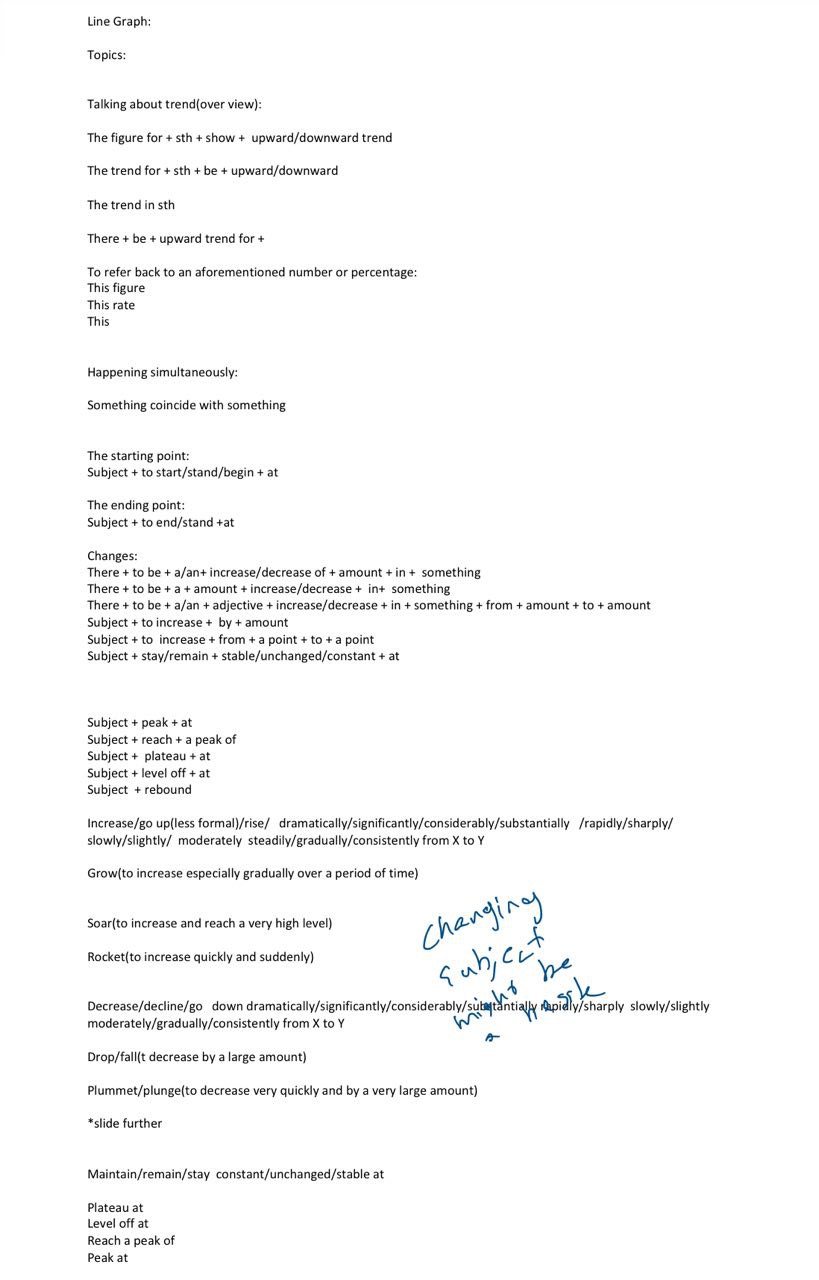 Line Graph:
Topics:
Talking about trend(over view):
The figure for + sth + show +  upward/downward trend
The trend for + sth + be + upward/downward
The trend in sth
There + be + upward trend for +
To refer back to an aforementioned number or percentage:
This figure
This rate
This
Happening simultaneously:
Something coincide with something
The starting point:
Subject + to start/stand/begin + at
The ending point:
Subject + to end/stand +at
Changes:
There + to be + a/an+ increase/decrease of + amount + in +  something
There + to be + a + amount + increase/decrease +  in+  something
There + to be + a/an + adjective + increase/decrease + in + something + from + amount + to + amount
Subject + to increase +  by + amount
Subject + to  increase + from + a point + to + a point
Subject + stay/remain + stable/unchanged/constant + at
Subject + peak + at
Subject + reach + a peak of
Subject +  plateau + at
Subject + level off + at
Subject  + rebound
Increase/go up(less formal)/rise/   dramatically/significantly/considerably/substantially   /rapidly/sharply/
slowly/slightly/  moderately  steadily/gradually/consistently from X to Y
Grow(to increase especially gradually over a period of time)
Soar(to increase and reach a very high level)
Rocket(to increase quickly and suddenly)
Changing
subject
might be
a hassle
Decrease/decline/go   down dramatically/significantly/considerably/substantially rapidly/sharply  slowly/slightly
moderately/gradually/consistently from X to Y
Drop/fall(t decrease by a large amount)
Plummet/plunge(to decrease very quickly and by a very large amount)
*slide further
Maintain/remain/stay  constant/unchanged/stable at
Plateau at
Level off at
Reach a peak of
Peak at